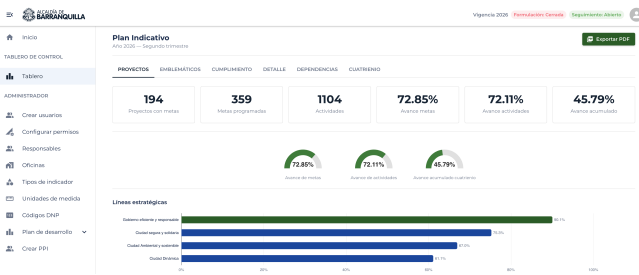 ALCALDÍA DE
BARRANQUILLA
Vigencia 2026 Formulación: Cerrada Seguimiento: Abierto
Inicio
TABLERO DE CONTROL
Tablero
ADMINISTRADOR
Crear usuarios
Configurar permisos
Responsables
Oficinas
Tipos de indicador
Unidades de medida
Códigos DNP
Plan de desarrollo
Crear PPI
Plan Indicativo
Año 2026 — Segundo trimestre
Exportar PDF
PROYECTOS EMBLEMÁTICOS CUMPLIMIENTO DETALLE DEPENDENCIAS CUATRIENIO
194 359 1104 72.85% 72.11% 45.79%
Proyectos con metas Metas programadas Actividades Avance metas Avance actividades Avance acumulado
72.85% 72.11% 45.79%
Avance de metas Avance de actividades Avance acumulado cuatrienio
Líneas estratégicas
Gobierno eficiente y responsable
Ciudad segura y solidaria
Ciudad Ambiental y sostenible
Ciudad Dinámica
0% 20% 40% 60% 80% 100%